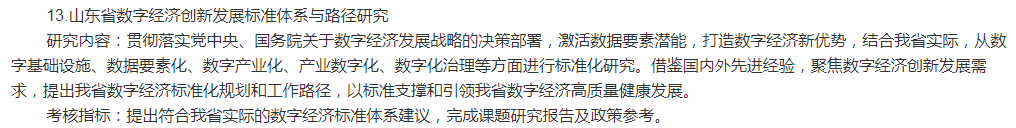 13.山东省数字经济创新发展标准体系与路径研究
研究内容：贯彻落实党中央、国务院关于数字经济发展战略的决策部署，激活数据要素潜能，打造数字经济新优势，结合我省实际，从数
字基础设施、数据要素化、数字产业化、产业数字化、数字化治理等方面进行标准化研究。借鉴国内外先进经验，聚焦数字经济创新发展需
求，提出我省数字经济标准化规划和工作路径，以标准支撑和引领我省数字经济高质量健康发展。
考核指标：提出符合我省实际的数字经济标准体系建议，完成课题研究报告及政策参考。